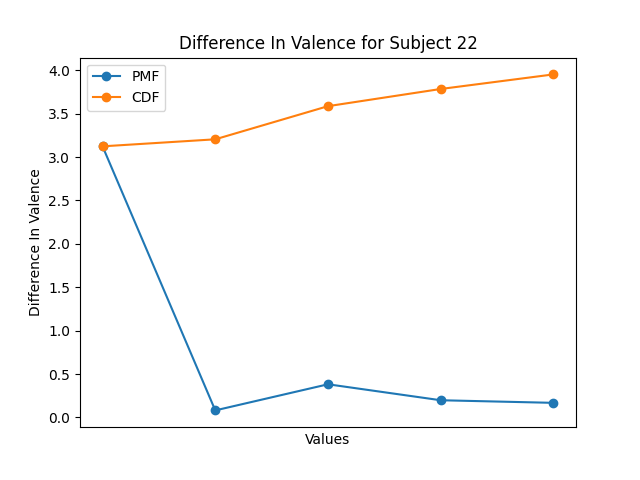 Difference In Valence for Subject 22
PMF
CDF
4.0
3.5
3.0
2.5
2.0
1.5
1.0
0.5
0.0
Difference In Valence
Values